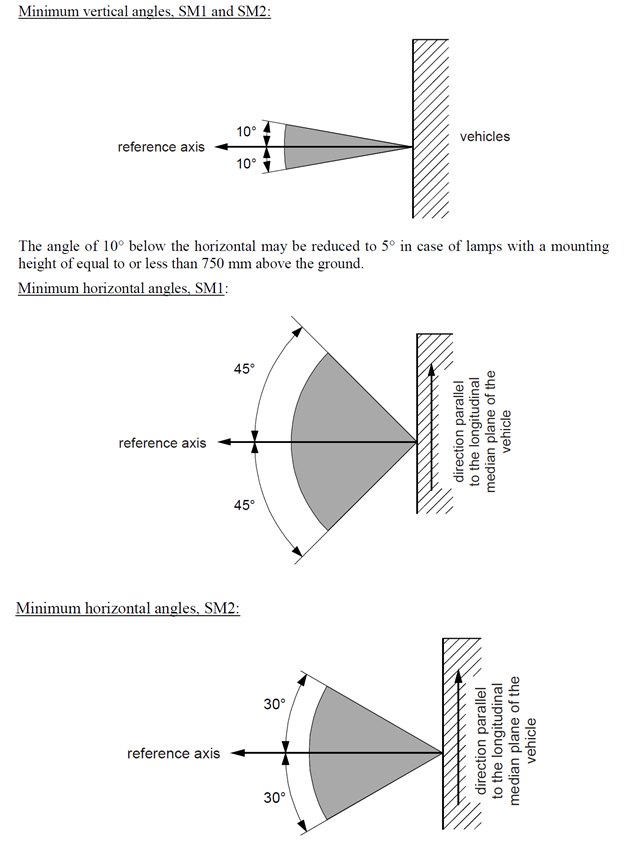 Minimum vertical angles, SM1 and SM2:
10°
reference axis
10°
vehicles
The angle of 10° below the horizontal may be reduced to 5° in case of lamps with a mounting
height of equal to or less than 750 mm above the ground.
Minimum horizontal angles, SM1:
45°
reference axis
45°
direction parallel
to the longitudinal
median plane of the
vehicle
Minimum horizontal angles, SM2:
30°
reference axis
30°
direction parallel
to the longitudinal
median plane of the
vehicle